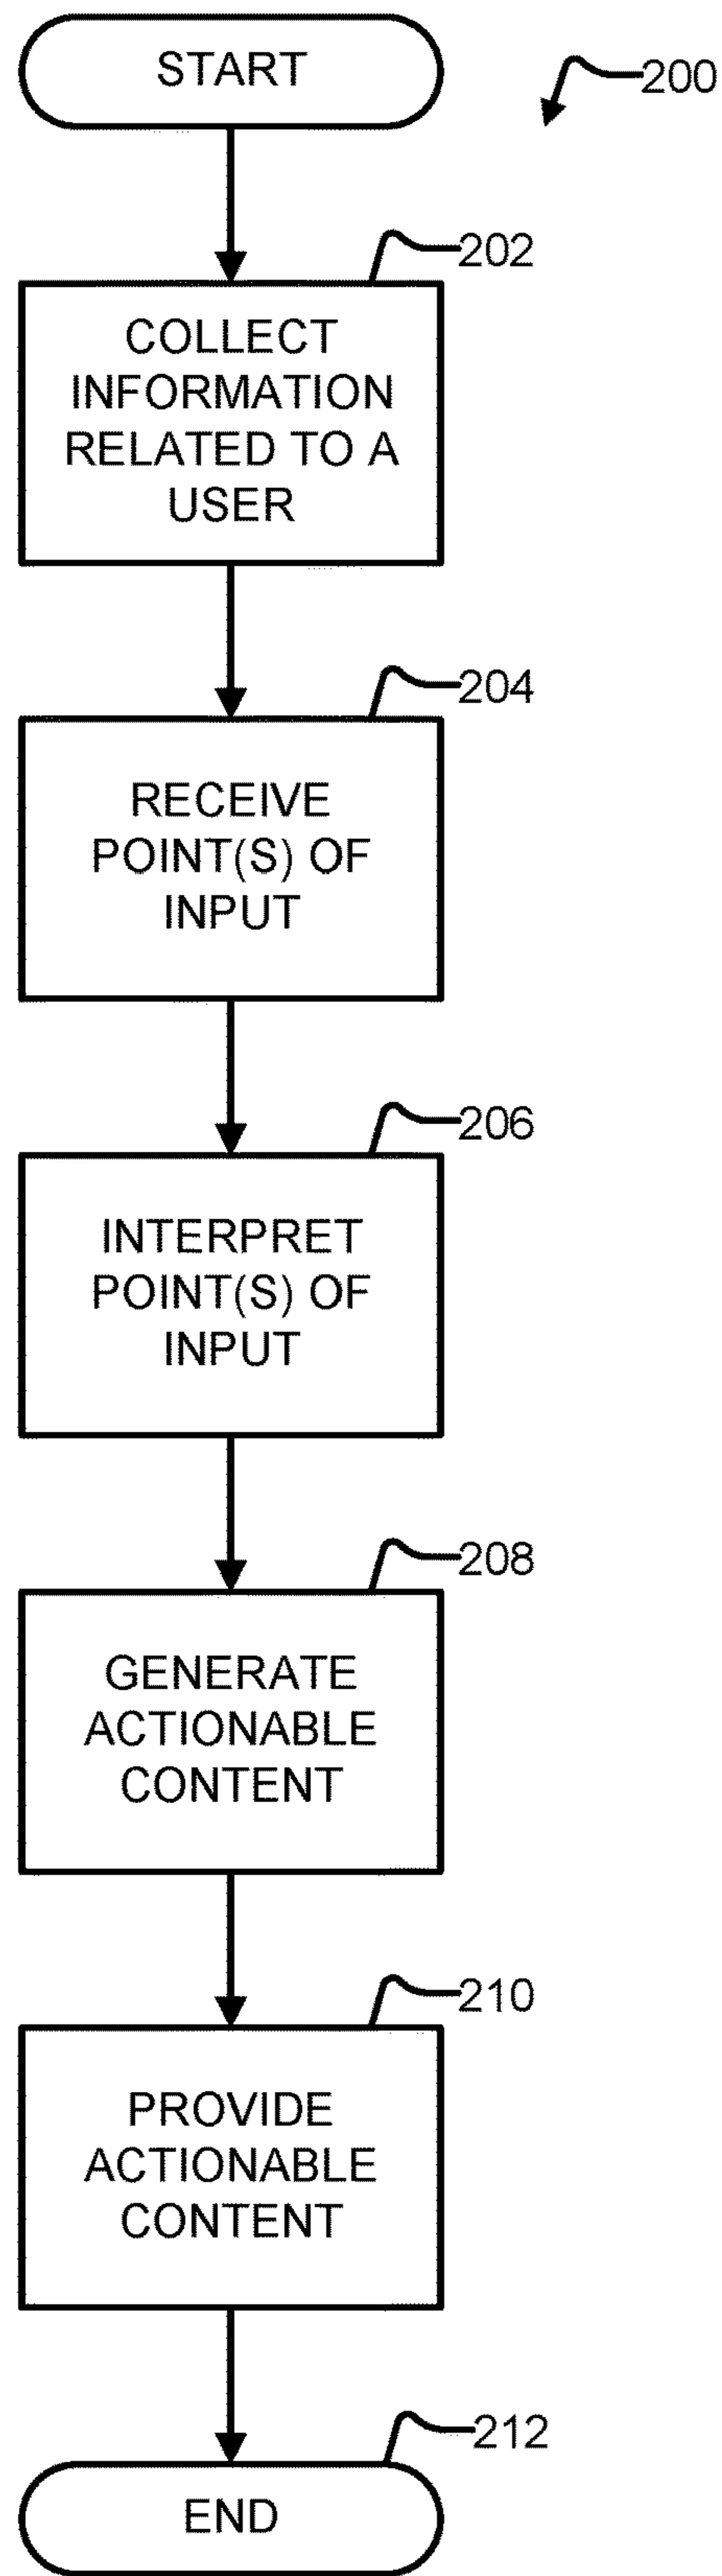 START
200
202
COLLECT
INFORMATION
RELATED TO A
USER
204
RECEIVE
POINT(S) OF
INPUT
206
INTERPRET
POINT(S) OF
INPUT
208
GENERATE
ACTIONABLE
CONTENT
210
PROVIDE
ACTIONABLE
CONTENT
212
END